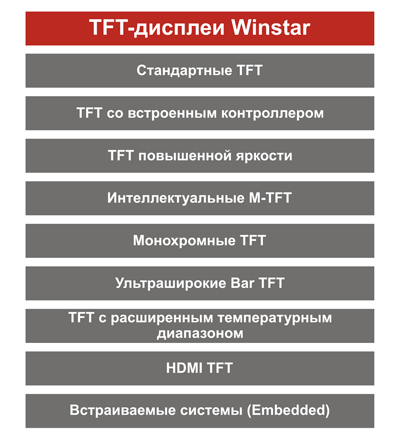 TFT-дисплеи Winstar
Стандартные TFT
TFT со встроенным контроллером
TFT повышенной яркости
Интеллектуальные M-TFT
Монохромные TFT
Ультраширокие Bar TFT
TFT с расширенным температурным
диапазоном
HDMI TFT
Встраиваемые системы (Embedded)